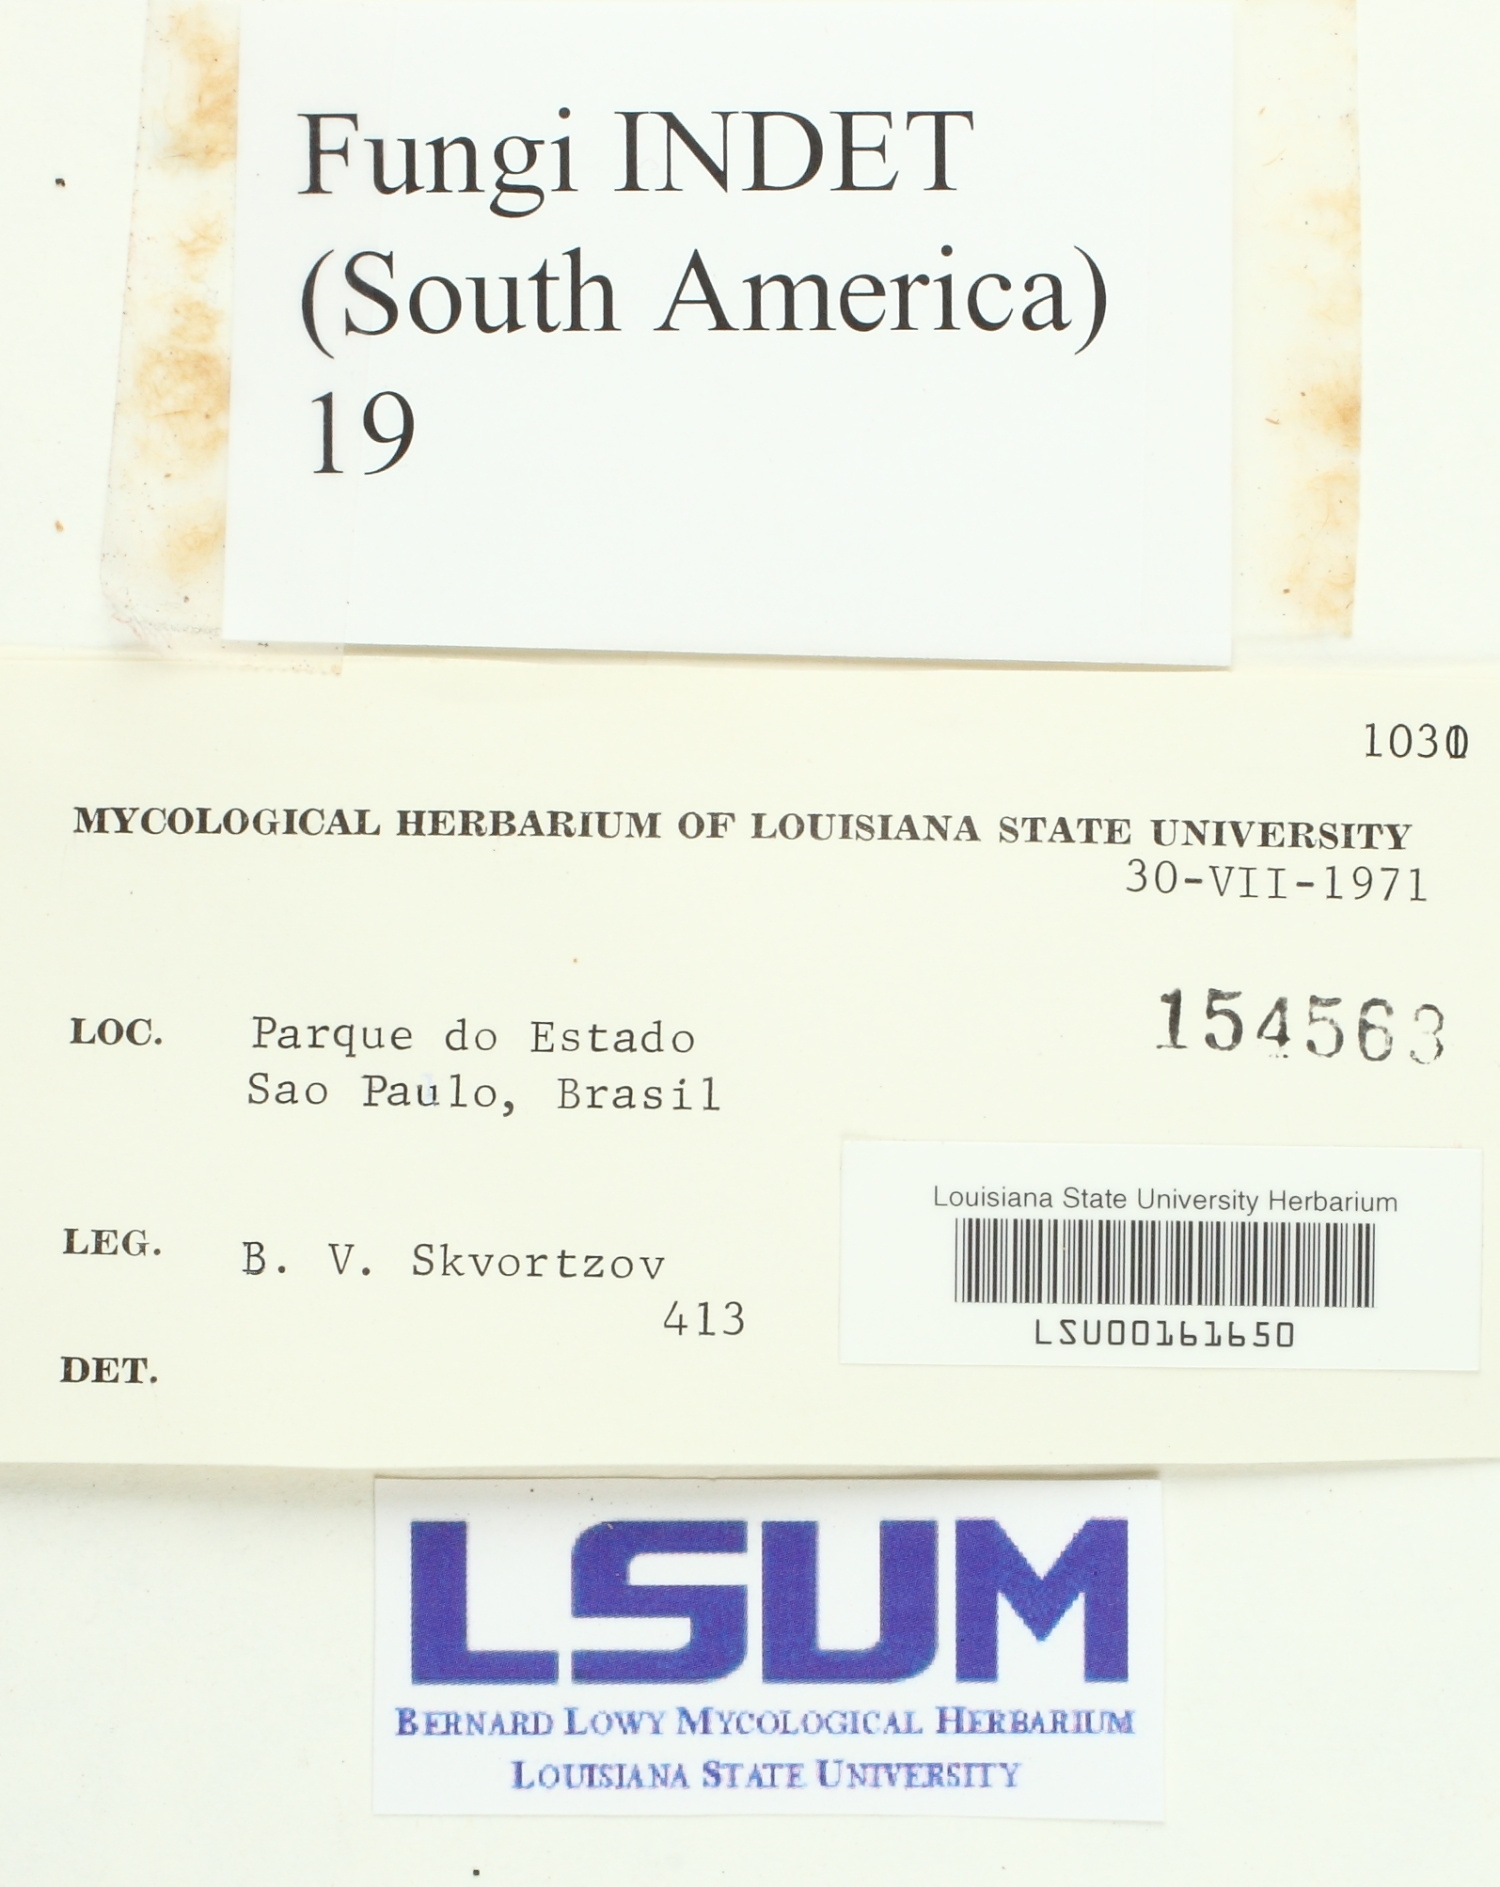 Fungi INDET
(South America)
19
MYCOLOGICAL HERBARIUM OF LOUISIANA STATE UNIVERSITY
30-VII-1971
154563
LOC. Parque do Estado
Sao Paulo, Brasil
Louisiana State University Herbarium
LSU00161650
LEG. B. V. Skvortzov
413
DET.
LSUM
BERNARD LOWY MYCOLOGICAL HERBARIUM
LOUISIANA STATE UNIVERSITY